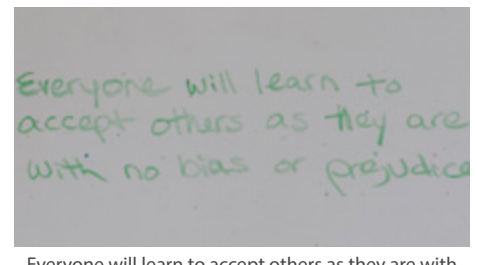 Everyone will learn to
accept others as they are
with no bias or prejudice
Everyone will learn to accept others as they are with